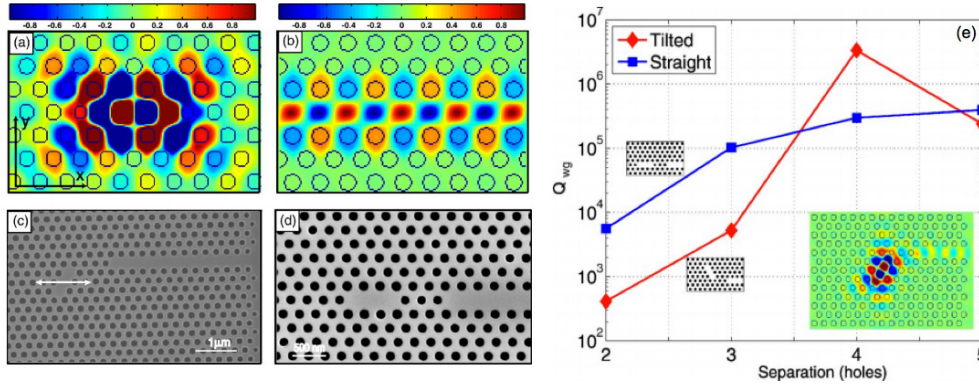 -0.8 -0.6 -0.4 -0.2 0 0.2 0.4 0.6 0.8
(a)
y
x
-0.8 -0.6 -0.4 -0.2 0 0.2 0.4 0.6 0.8
(b)
(c)
1μm
(d)
500 nm
(e)
Tilted
Straight
Q wg
10^7
10^6
10^5
10^4
10^3
10^2
2 3 4 5
Separation (holes)